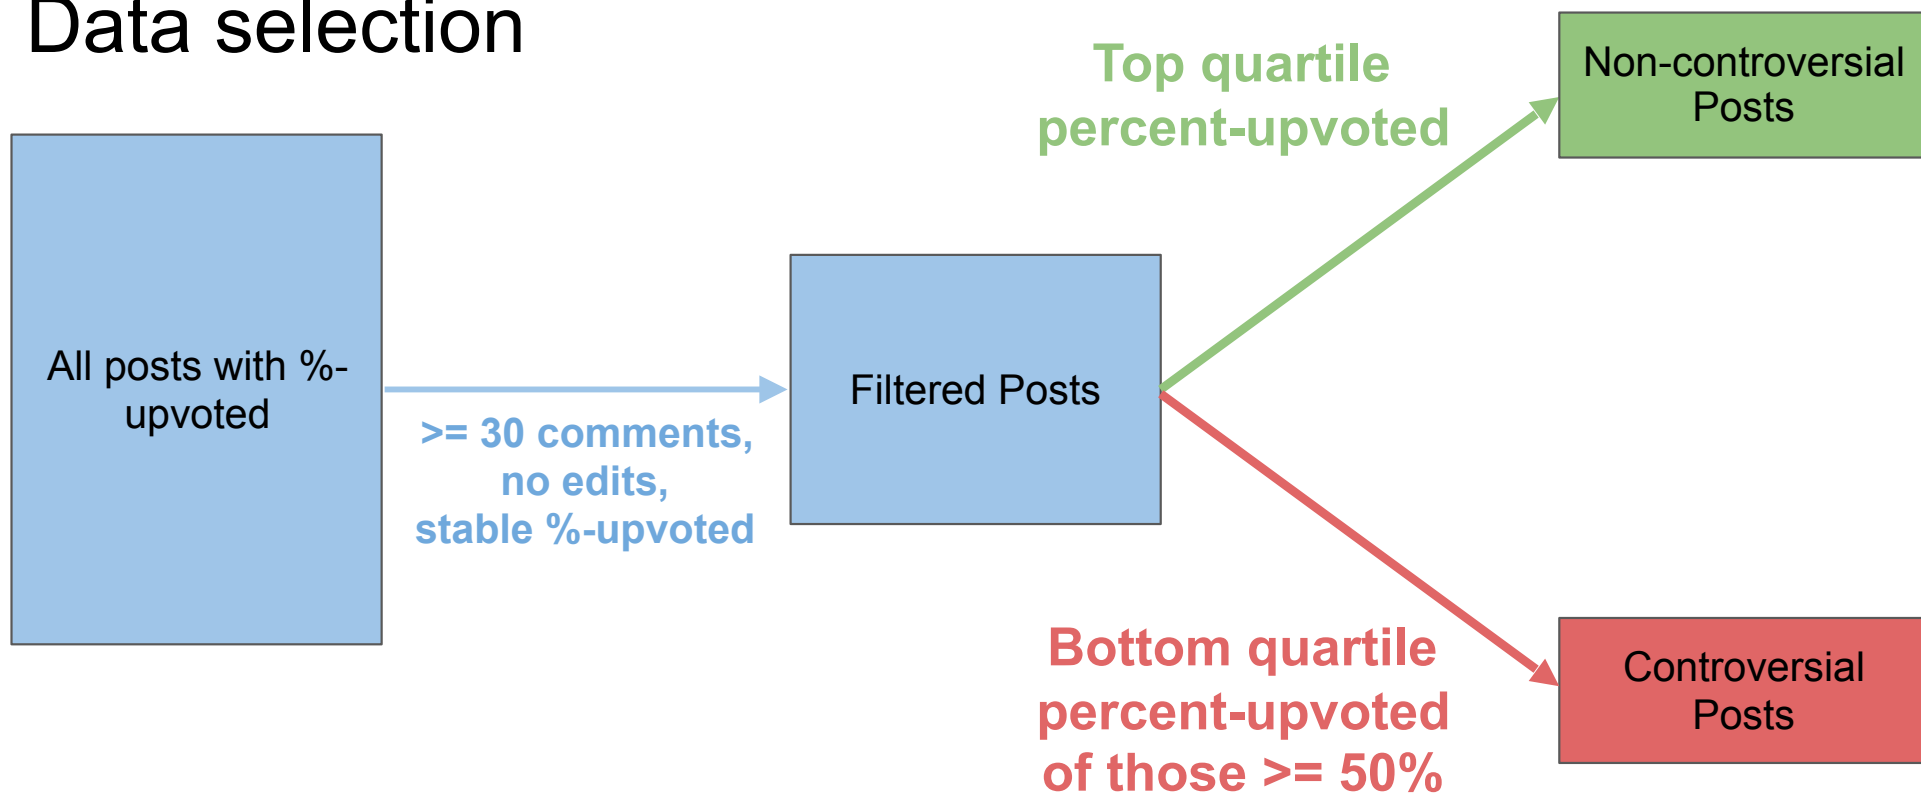 Data selection
All posts with %-
upvoted
>= 30 comments,
no edits,
stable %-upvoted
Filtered Posts
Top quartile
percent-upvoted
Non-controversial
Posts
Bottom quartile
percent-upvoted
of those >= 50%
Controversial
Posts